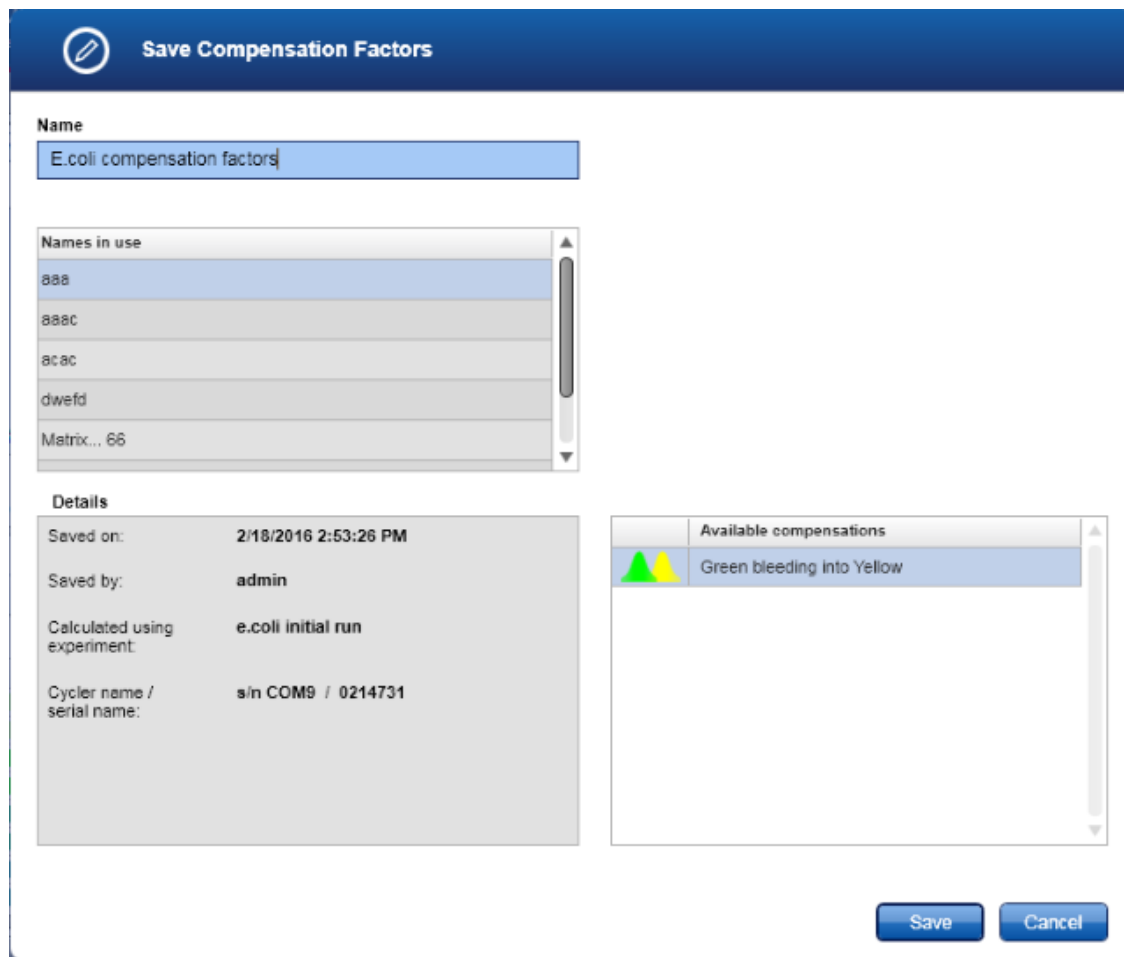 Save Compensation Factors
Name
E.coli compensation factors
Names in use
aaa
aaac
acac
dwefd
Matrix... 66
Details
Saved on: 2/18/2016 2:53:26 PM
Saved by: admin
Calculated using experiment: e.coli initial run
Cycler name / serial name: s/n COM9 / 0214731
Available compensations
Green bleeding into Yellow
Save Cancel